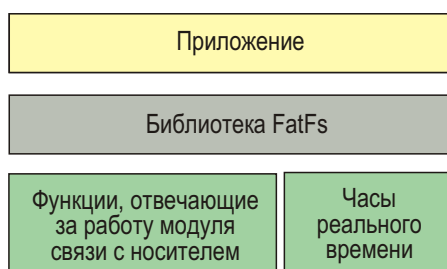 Приложение
Библиотека FatFs
Функции, отвечающие
за работу модуля
связи с носителем
Часы
реального
времени